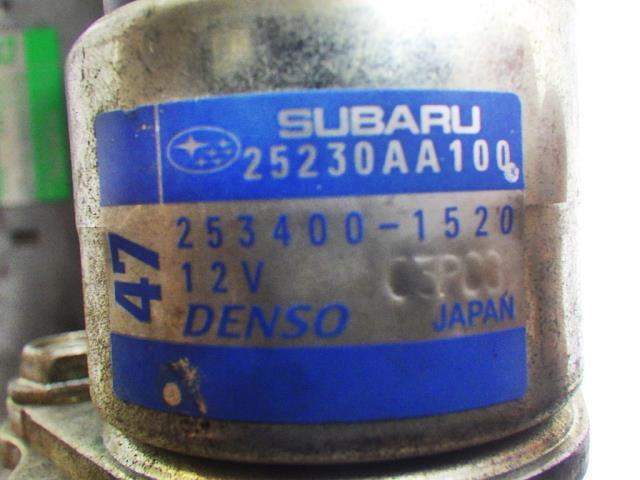 SUBARU
25230AA100
253400-1520
47
12V
DENSO JAPAN